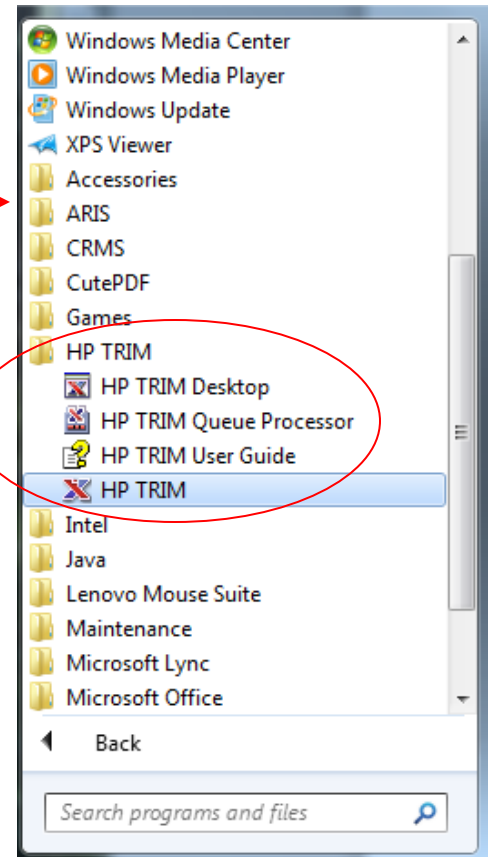 Windows Media Center
Windows Media Player
Windows Update
XPS Viewer
Accessories
ARIS
CRMS
CutePDF
Games
HP TRIM
HP TRIM Desktop
HP TRIM Queue Processor
HP TRIM User Guide
HP TRIM
Intel
Java
Lenovo Mouse Suite
Maintenance
Microsoft Lync
Microsoft Office
Back
Search programs and files